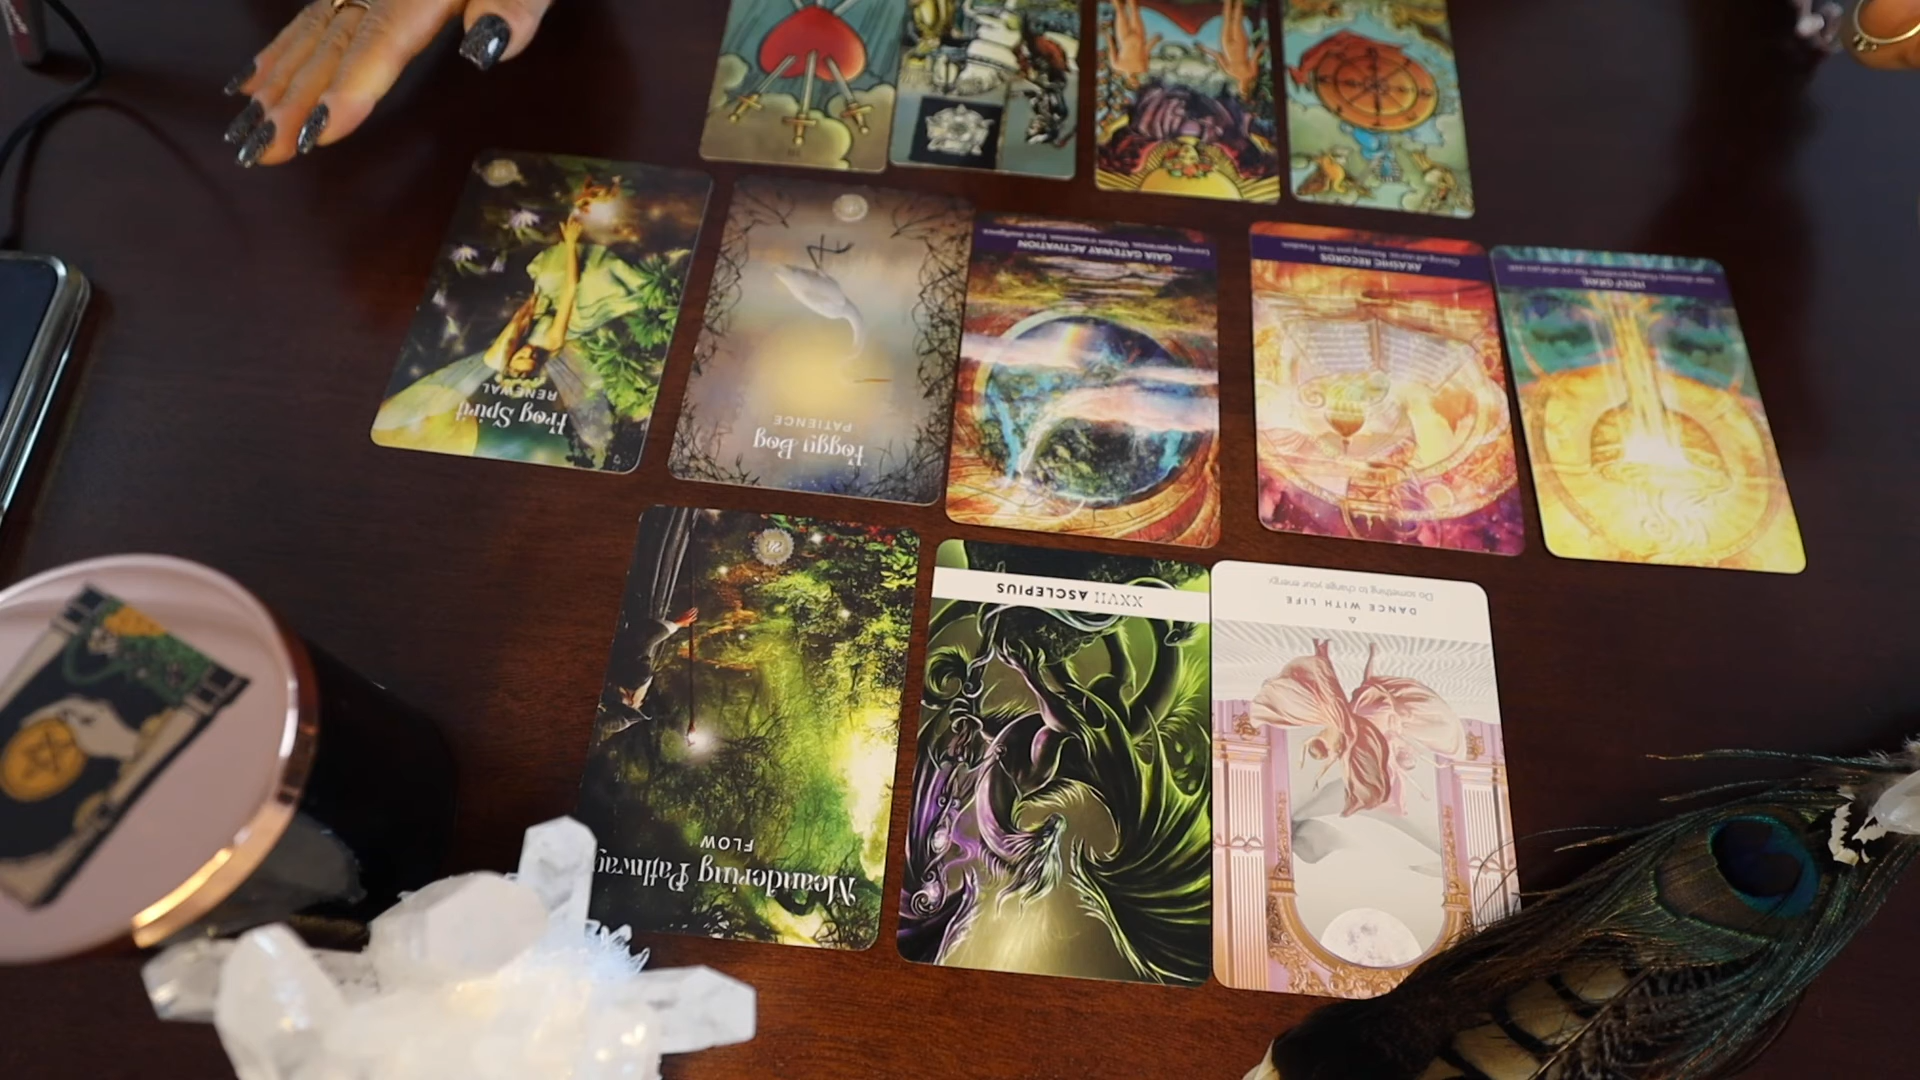 GAIA GATEWAY ACTIVATION
AKASHIC RECORDS
HOLY GRAIL
Frog Spirit
RENEWAL
Foggy Bog
PATIENCE
XXVII ASCLEPIUS
DANCE WITH LIFE
Do something to change your energy.
Meandering Pathway
FLOW